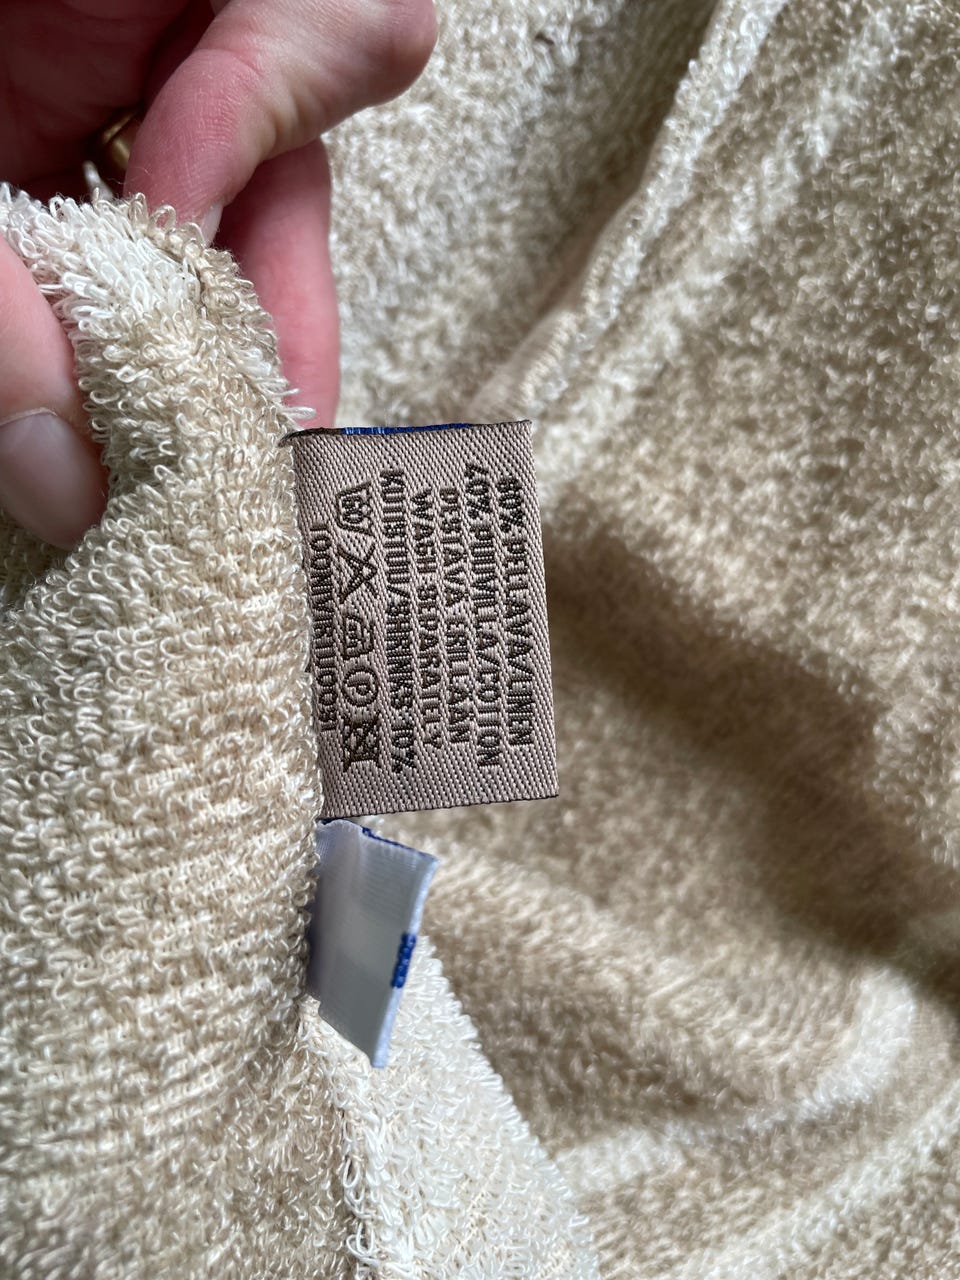 60% PELLAVA/LINEN
40% PUUVILLA/COTTON
PESTÄVÄ ERILLÄÄN
WASH SEPARATELY
KUTISTUU/SHRINKS 10%
60 P